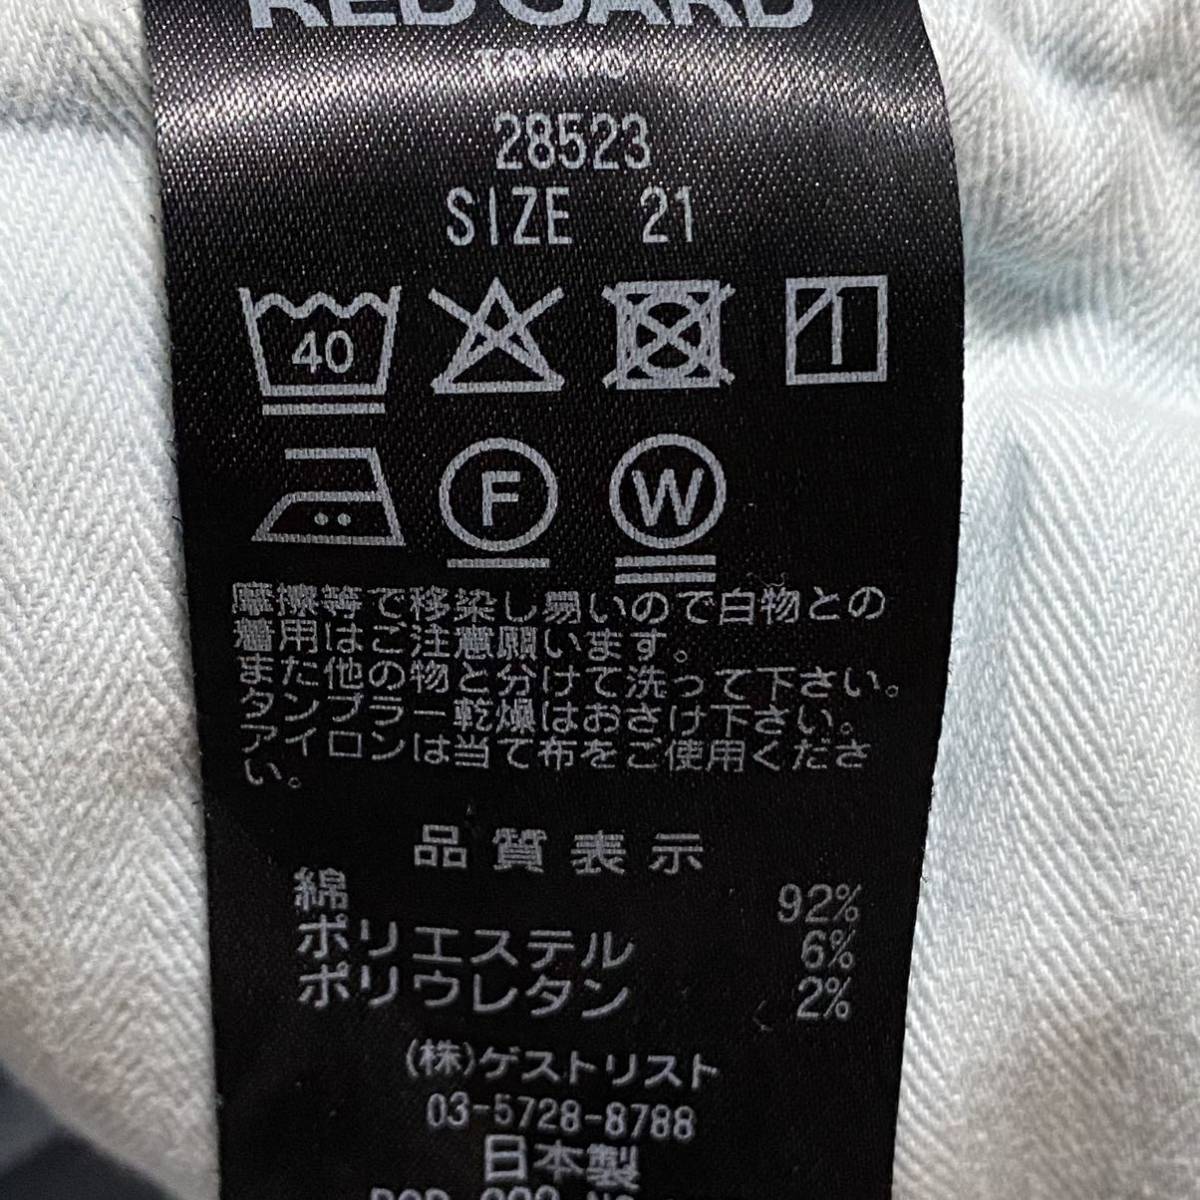 RED CARD
TOKYO
28523
SIZE 21
40
F W
摩擦等で移染し易いので白物との
着用はご注意願います。
また他の物と分けて洗って下さい。
タンブラー乾燥はおさけ下さい。
アイロンは当て布をご使用くださ
い。
品質表示
綿 92%
ポリエステル 6%
ポリウレタン 2%
(株)ゲストリスト
03-5728-8788
日本製